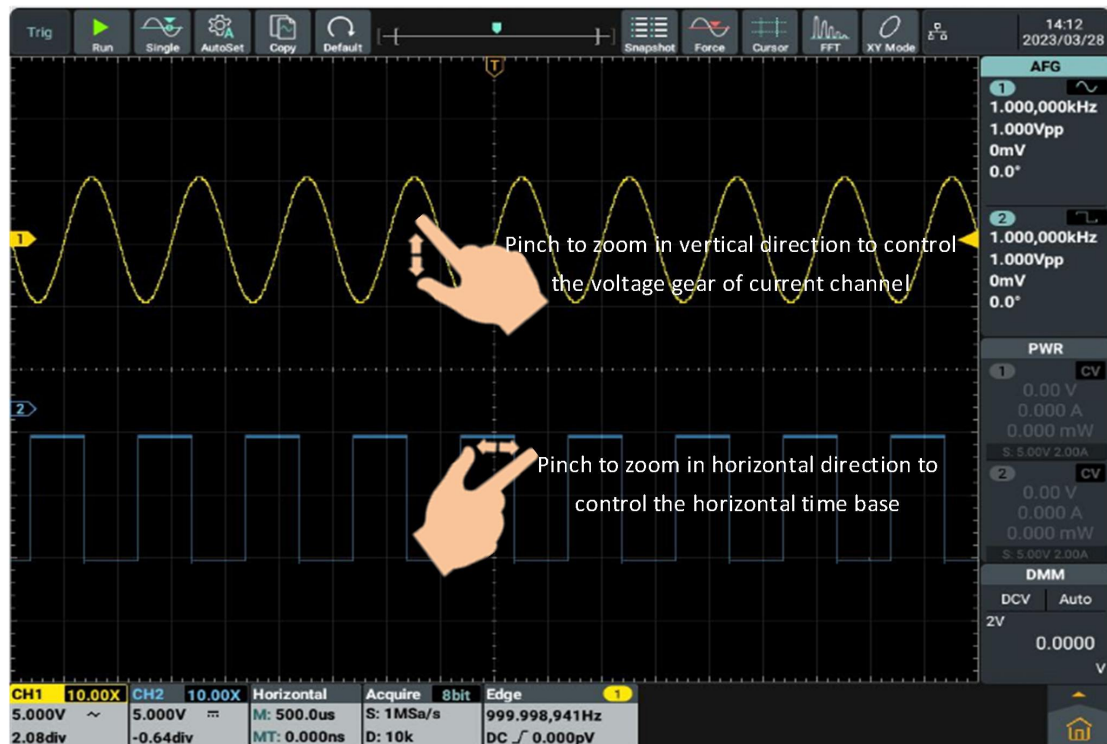 Trig Run Single AutoSet Copy Default T Snapshot Force Cursor FFT XY Mode 14:12
2023/03/28
T
AFG
1
1.000,000kHz
1.000Vpp
0mV
0.0°
2
1.000,000kHz
1.000Vpp
0mV
0.0°
1
Pinch to zoom in vertical direction to control
the voltage gear of current channel
PWR
1 CV
0.00 V
0.000 A
0.000 mW
S: 5.00V 2.00A
2 CV
0.00 V
0.000 A
0.000 mW
S: 5.00V 2.00A
2
Pinch to zoom in horizontal direction to
control the horizontal time base
DMM
DCV Auto
2V
0.0000
V
CH1 10.00X CH2 10.00X Horizontal Acquire 8bit Edge 1
5.000V 5.000V M: 500.0us S: 1MSa/s 999.998,941Hz
2.08div -0.64div MT: 0.000ns D: 10k DC 0.000pV